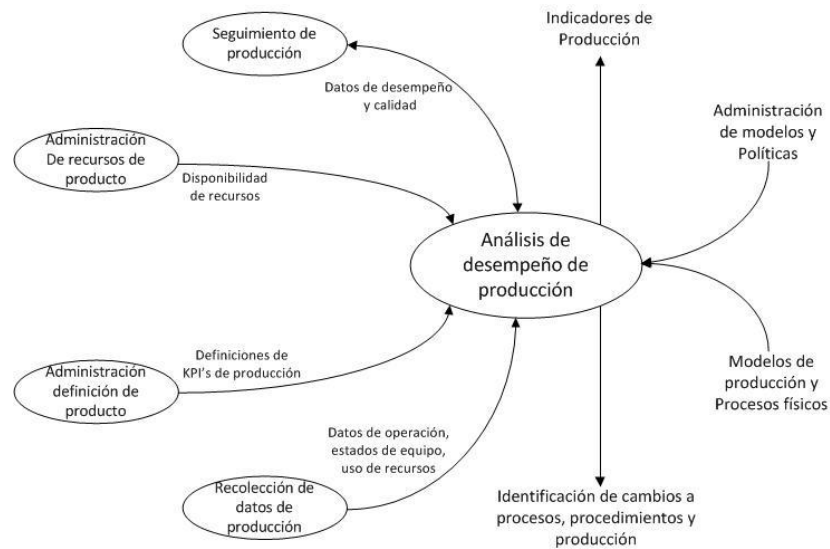 Seguimiento de
producción
Indicadores de
Producción
Datos de desempeño
y calidad
Administración
de modelos y
Políticas
Administración
De recursos de
producto
Disponibilidad
de recursos
Análisis de
desempeño de
producción
Definiciones de
KPI's de producción
Administración
definición de
producto
Modelos de
producción y
Procesos físicos
Datos de operación,
estados de equipo,
uso de recursos
Recolección de
datos de
producción
Identificación de cambios a
procesos, procedimientos y
producción